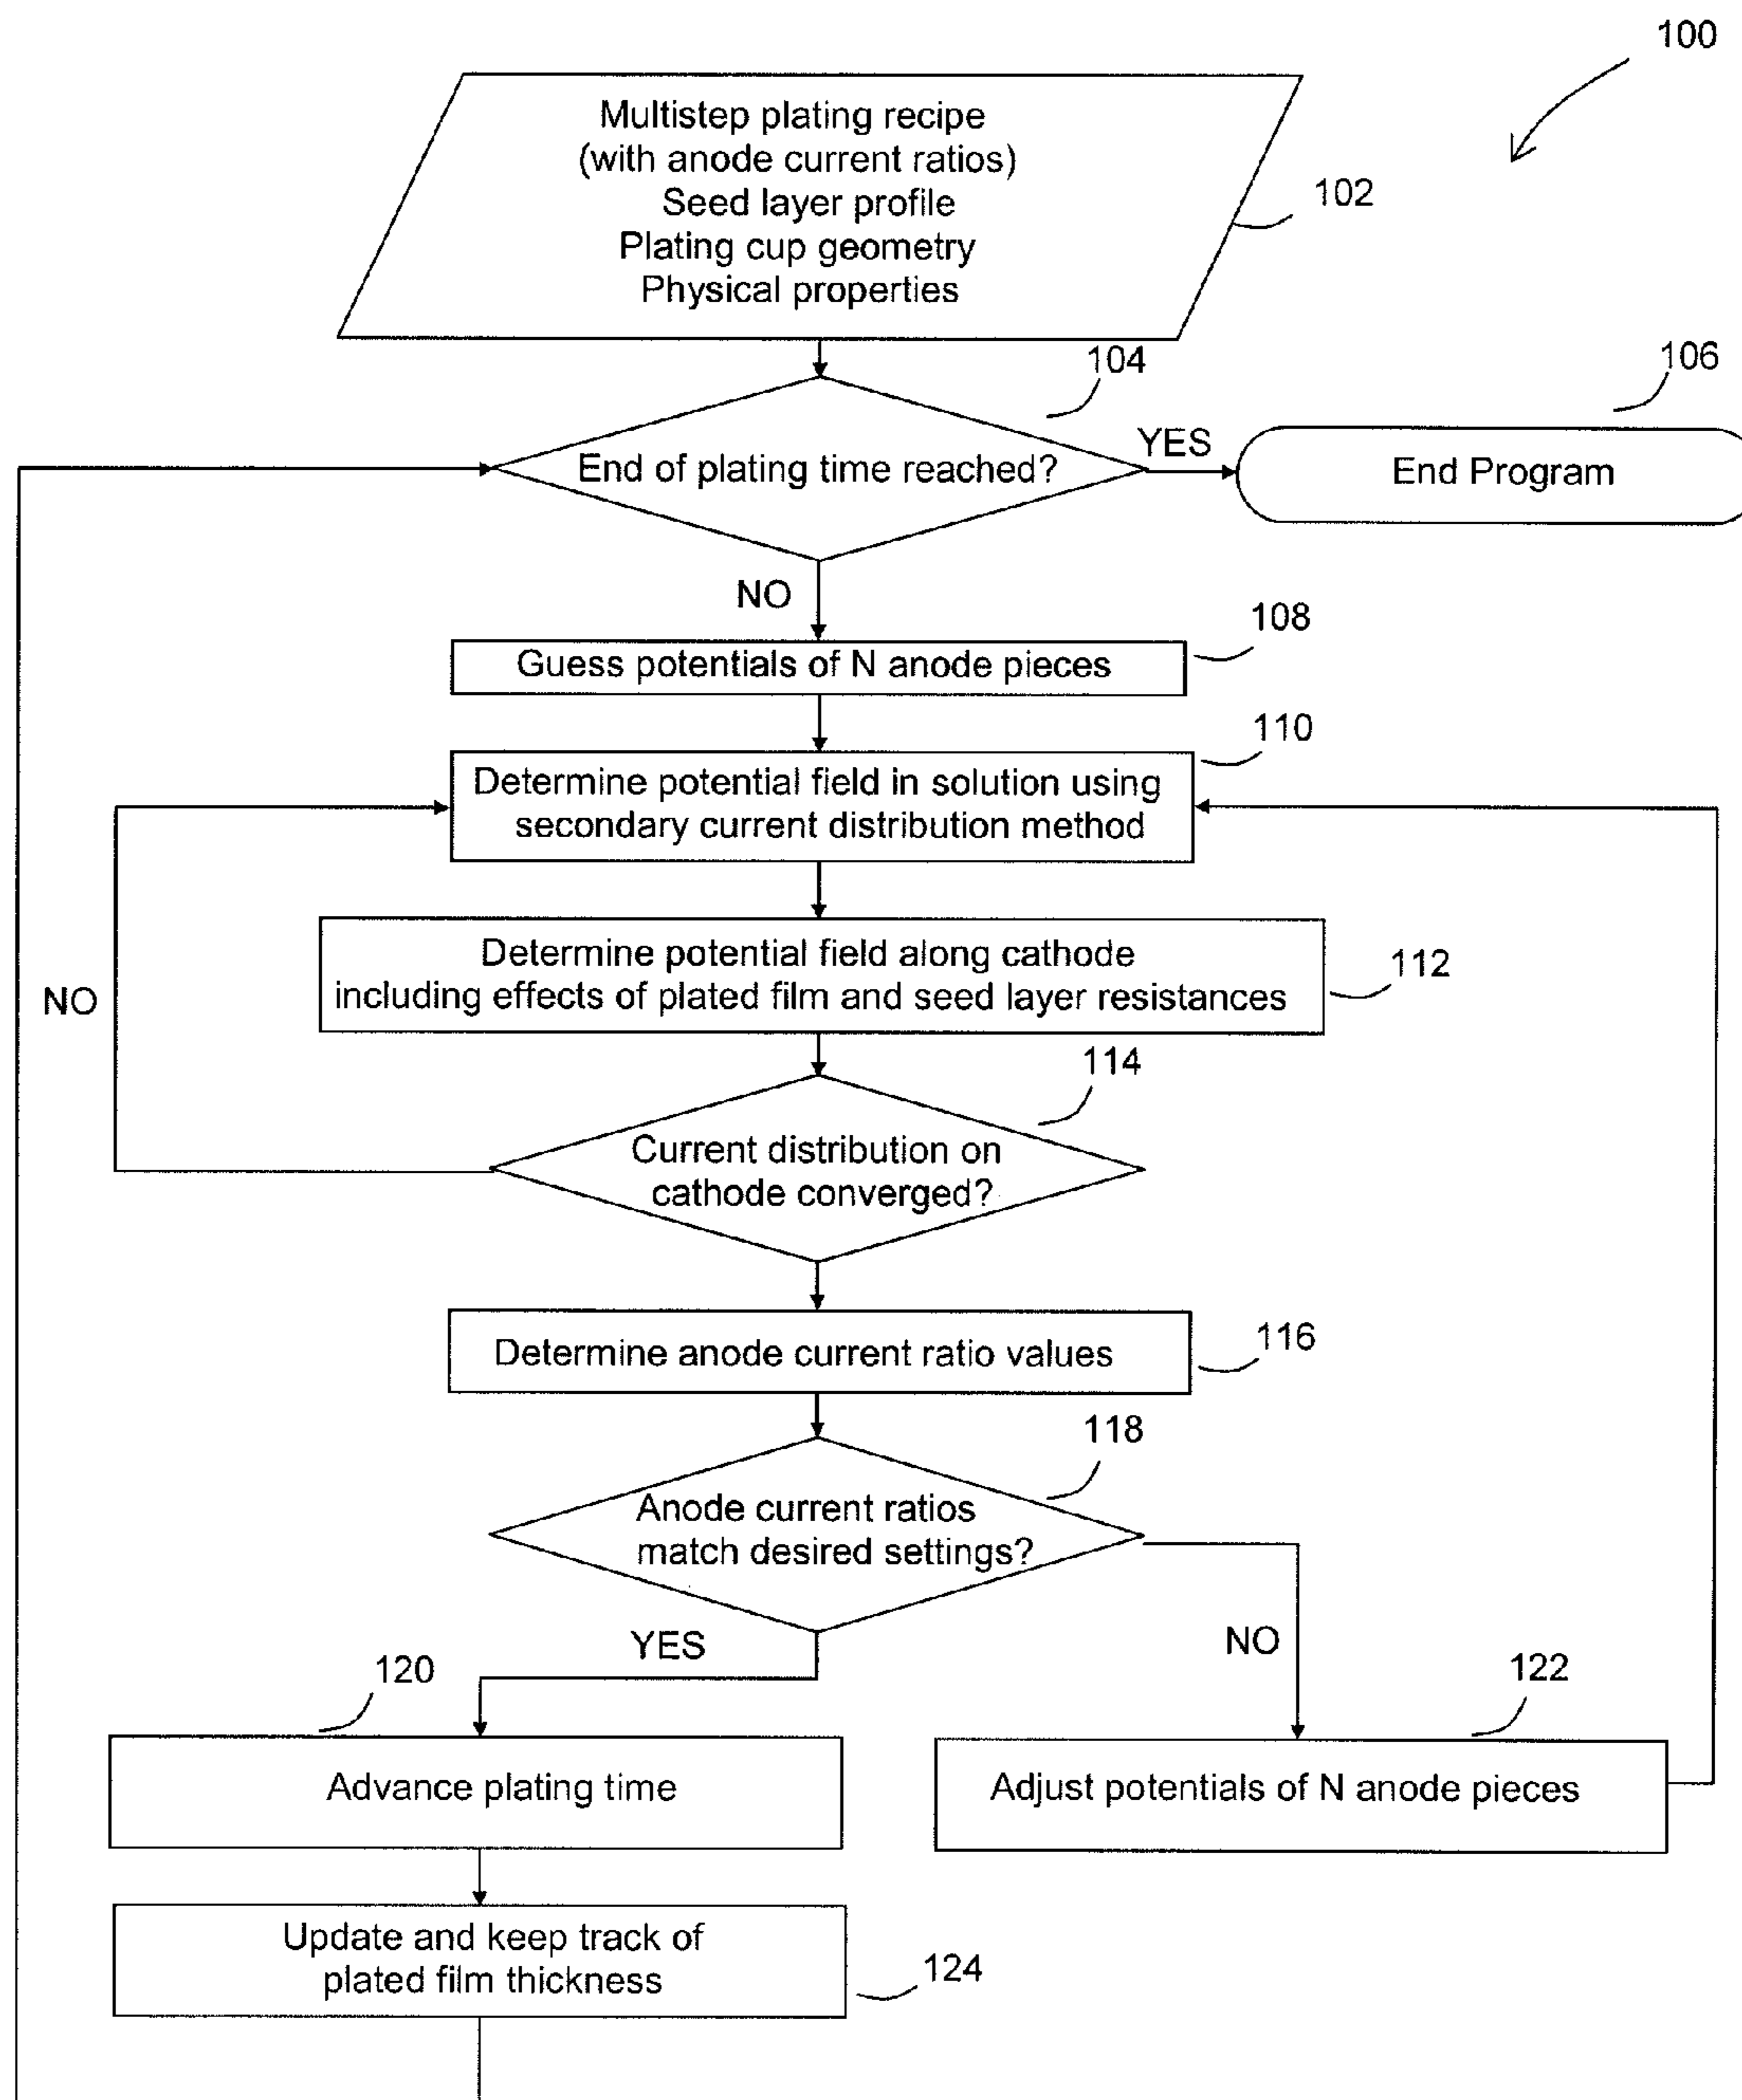 100
Multistep plating recipe
(with anode current ratios)
Seed layer profile
Plating cup geometry
Physical properties
102
104
106
End of plating time reached?
YES
End Program
NO
108
Guess potentials of N anode pieces
110
Determine potential field in solution using
secondary current distribution method
112
Determine potential field along cathode
including effects of plated film and seed layer resistances
NO
114
Current distribution on
cathode converged?
116
Determine anode current ratio values
118
Anode current ratios
match desired settings?
YES
NO
120
122
Advance plating time
Adjust potentials of N anode pieces
Update and keep track of
plated film thickness
124